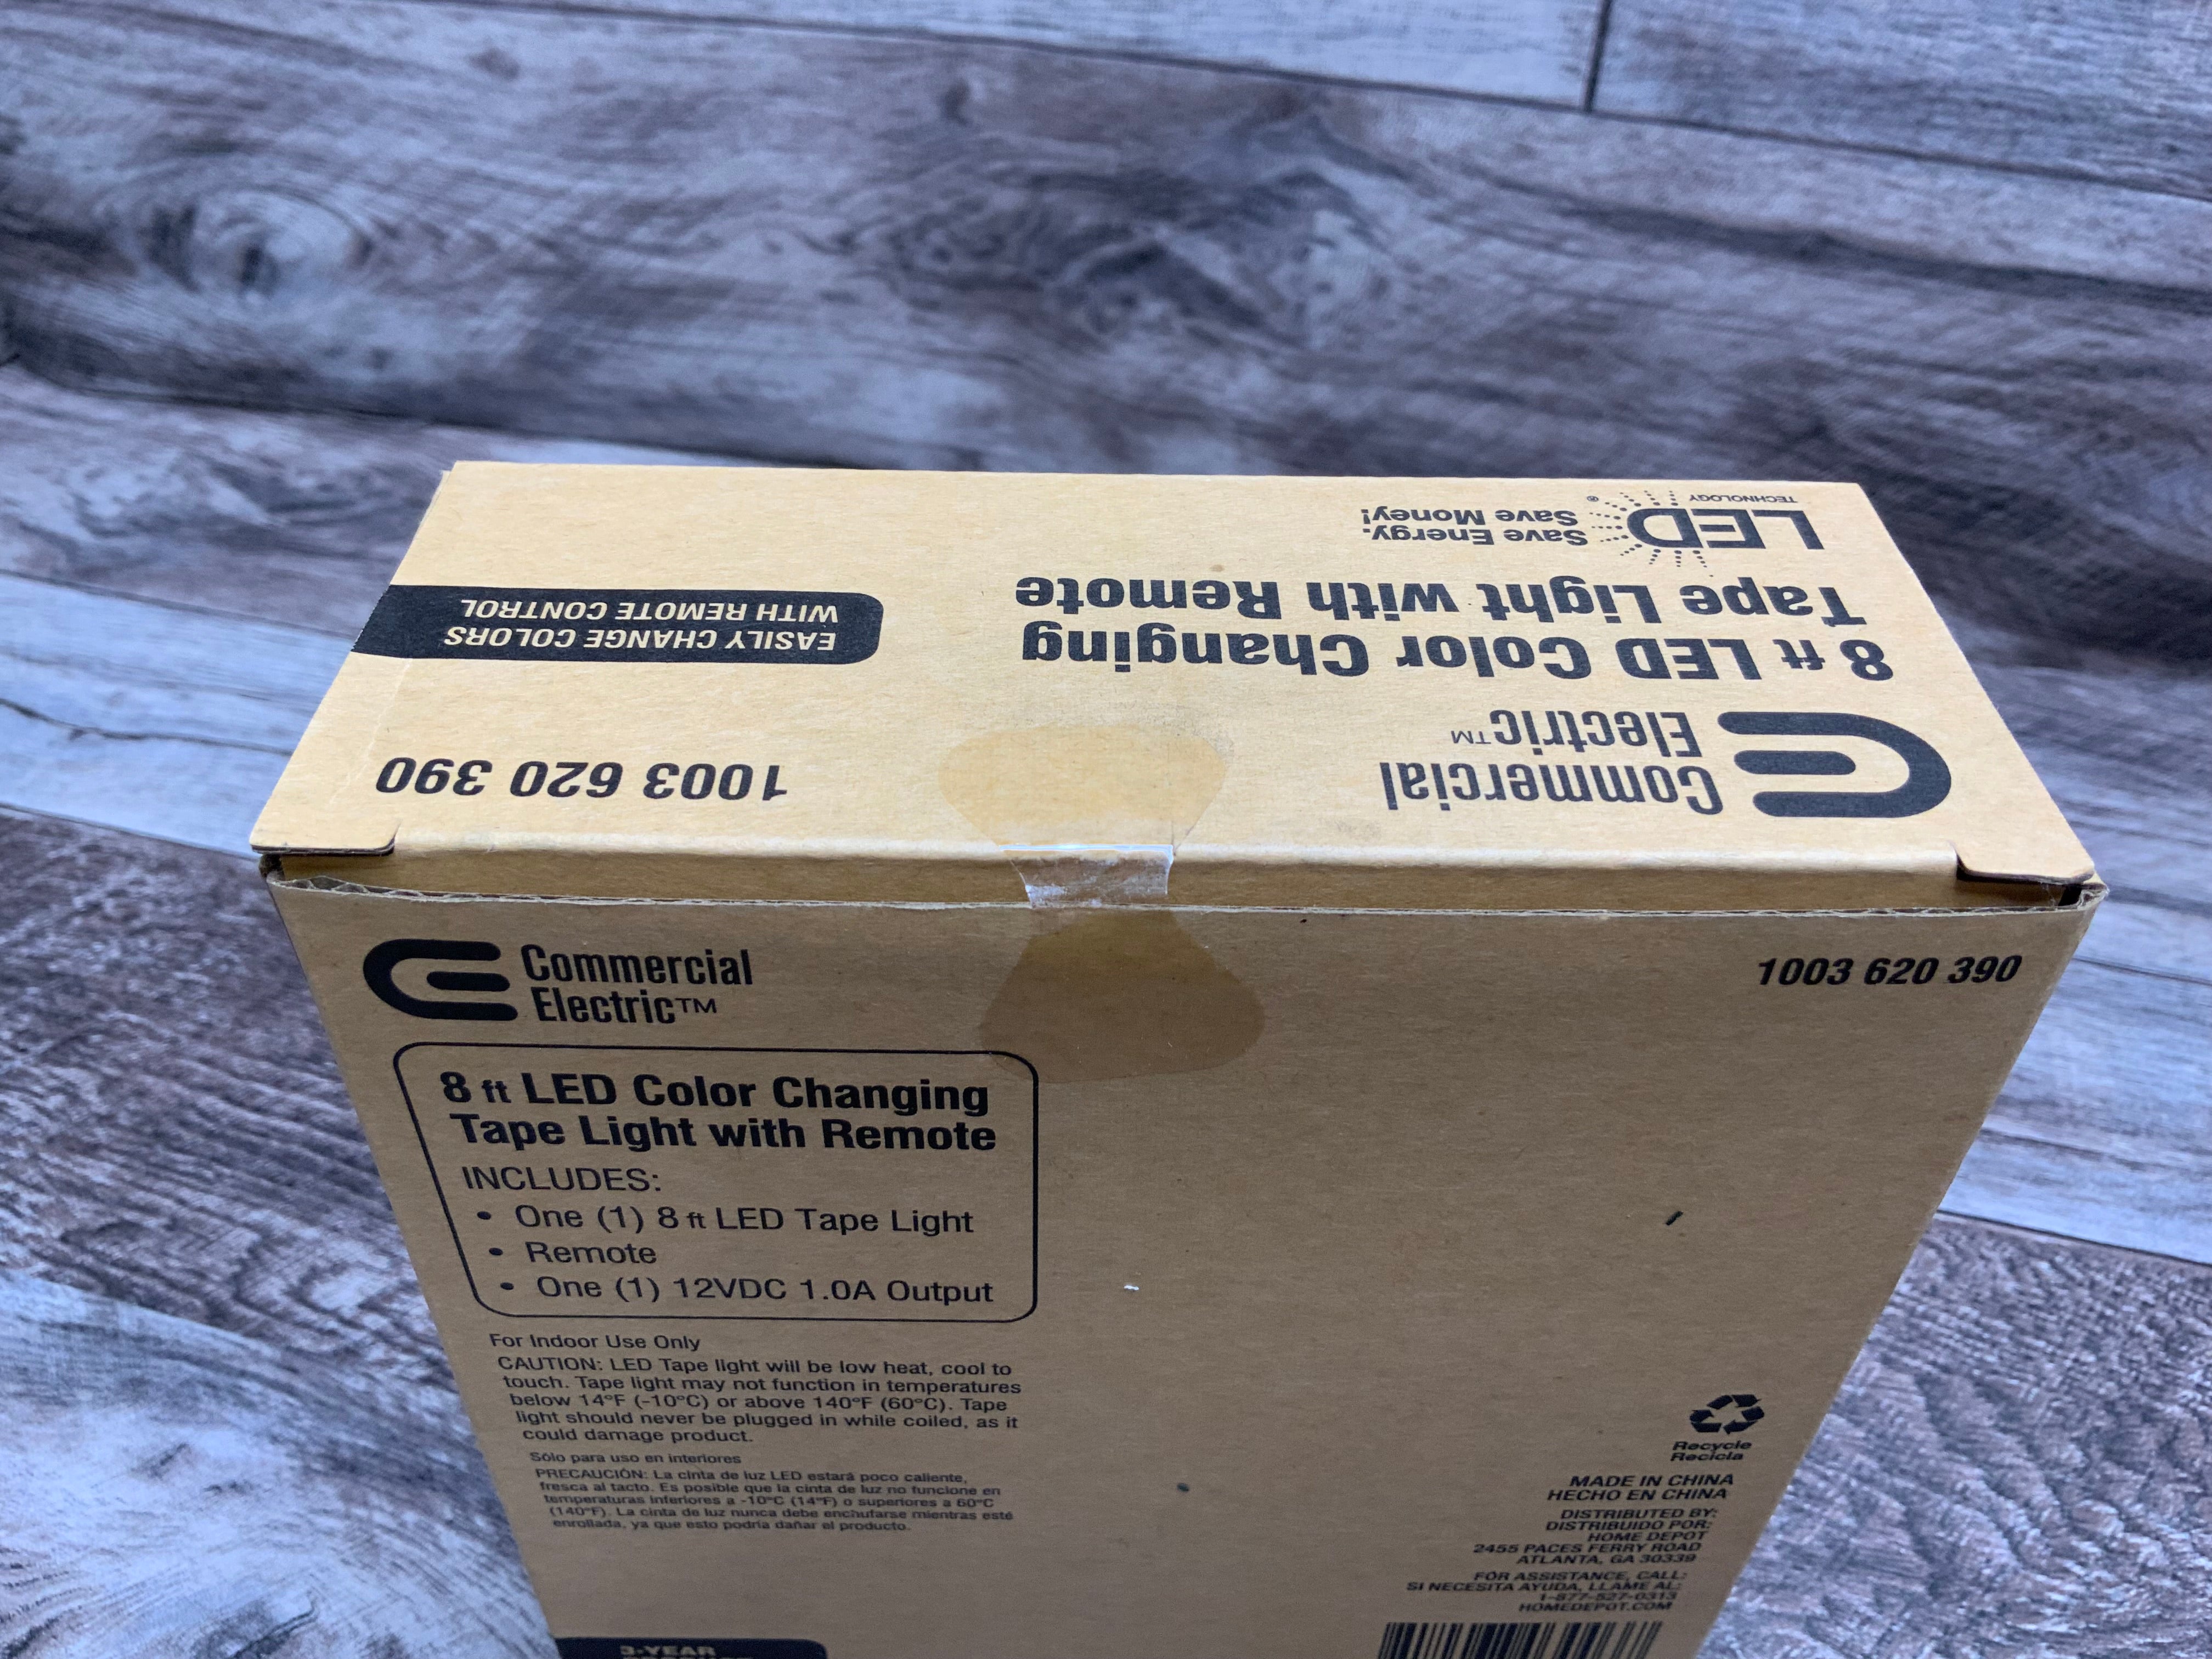 Commercial
Electric™
8 ft LED Color Changing
Tape Light with Remote
LED
TECHNOLOGY
®
Save Energy.
Save Money!
1003 620 390
EASILY CHANGE COLORS
WITH REMOTE CONTROL
Commercial
Electric™
1003 620 390
8 ft LED Color Changing
Tape Light with Remote
INCLUDES:
• One (1) 8 ft LED Tape Light
• Remote
• One (1) 12VDC 1.0A Output
For Indoor Use Only
CAUTION: LED Tape light will be low heat, cool to
touch. Tape light may not function in temperatures
below 14°F (-10°C) or above 140°F (60°C). Tape
light should never be plugged in while coiled, as it
could damage product.
Sólo para uso en interiores
PRECAUCIÓN: La cinta de luz LED estará poco caliente,
fresca al tacto. Es posible que la cinta de luz no funcione en
temperaturas inferiores a -10°C (14°F) o superiores a 60°C
(140°F). La cinta de luz nunca debe enchufarse mientras esté
enrollada, ya que esto podría dañar el producto.
Recycle
Recicla
MADE IN CHINA
HECHO EN CHINA
DISTRIBUTED BY:
DISTRIBUIDO POR:
HOME DEPOT
2455 PACES FERRY ROAD
ATLANTA, GA 30339
FOR ASSISTANCE, CALL:
SI NECESITA AYUDA, LLAME AL:
1-877-527-0313
HOMEDEPOT.COM
3-YEAR